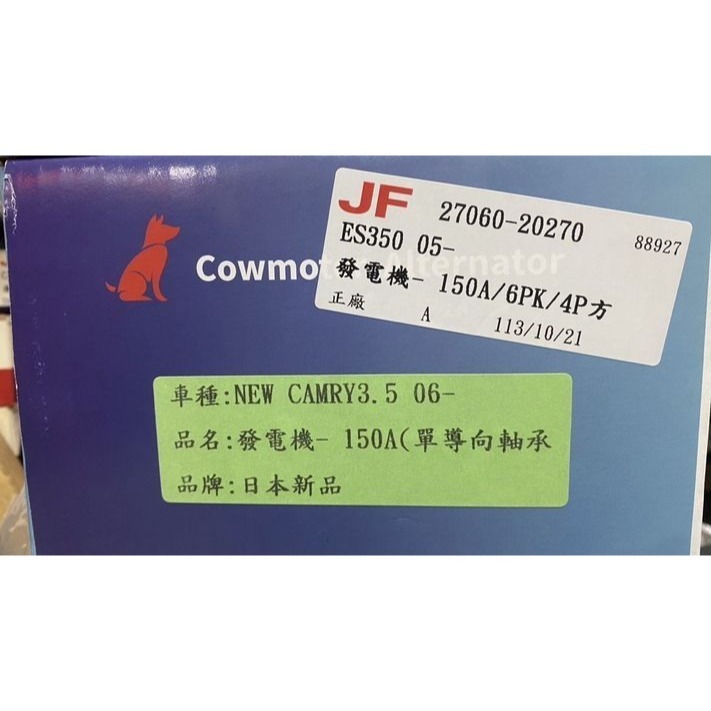 JF 27060-20270 88927
ES350 05-
發電機- 150A/6PK/4P方
正廠 A 113/10/21
Cowmo Alternator
車種:NEW CAMRY3.5 06-
品名:發電機- 150A(單導向軸承
品牌:日本新品